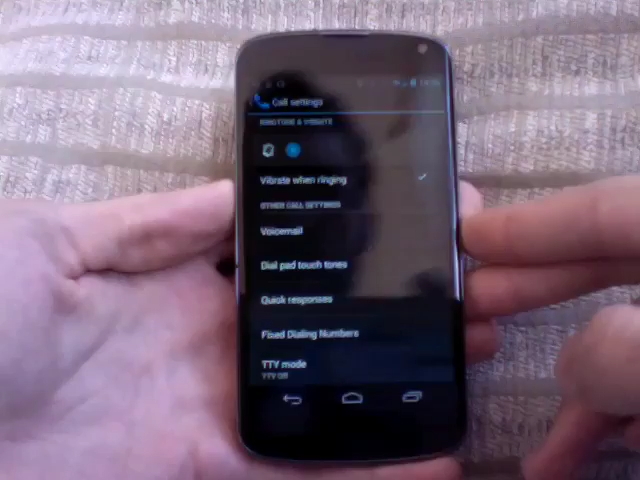 Call settings
RINGTONE & VIBRATE
Vibrate when ringing
OTHER CALL SETTINGS
Voicemail
Dial pad touch tones
Quick responses
Fixed Dialing Numbers
TTY mode
TTY Off